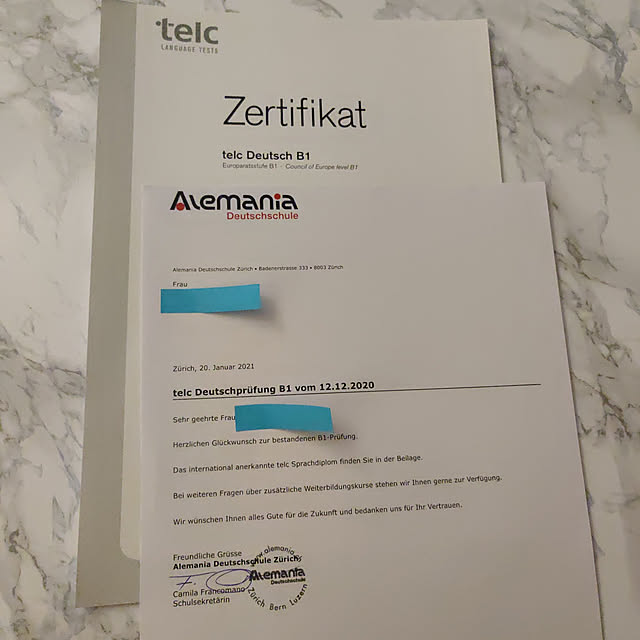 telc
LANGUAGE TESTS
Zertifikat
telc Deutsch B1
Europaratsstufe B1 · Council of Europe level B1
Alemania
Deutschschule
Alemania Deutschschule Zürich • Badenerstrasse 333 • 8003 Zürich
Frau
Zürich, 20. Januar 2021
telc Deutschprüfung B1 vom 12.12.2020
Sehr geehrte Frau
Herzlichen Glückwunsch zur bestandenen B1-Prüfung.
Das international anerkannte telc Sprachdiplom finden Sie in der Beilage.
Bei weiteren Fragen über zusätzliche Weiterbildungskurse stehen wir Ihnen gerne zur Verfügung.
Wir wünschen Ihnen alles Gute für die Zukunft und bedanken uns für Ihr Vertrauen.
Freundliche Grüsse
Alemania Deutschschule Zürich
Camila Francomano
Schulsekretärin
www.alemania.ch
Alemania
Deutschschule
Zürich Bern Luzern